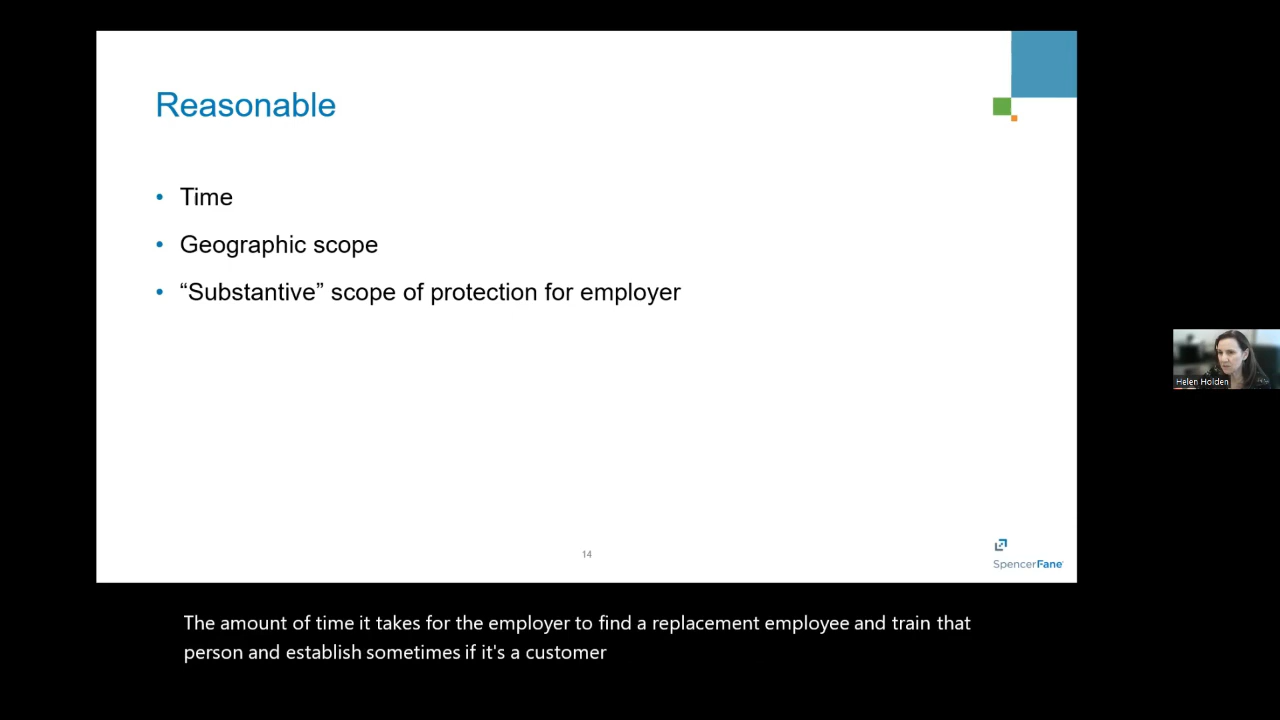 Reasonable
• Time
• Geographic scope
• “Substantive” scope of protection for employer
Helen Holden
14
SpencerFane
The amount of time it takes for the employer to find a replacement employee and train that
person and establish sometimes if it's a customer